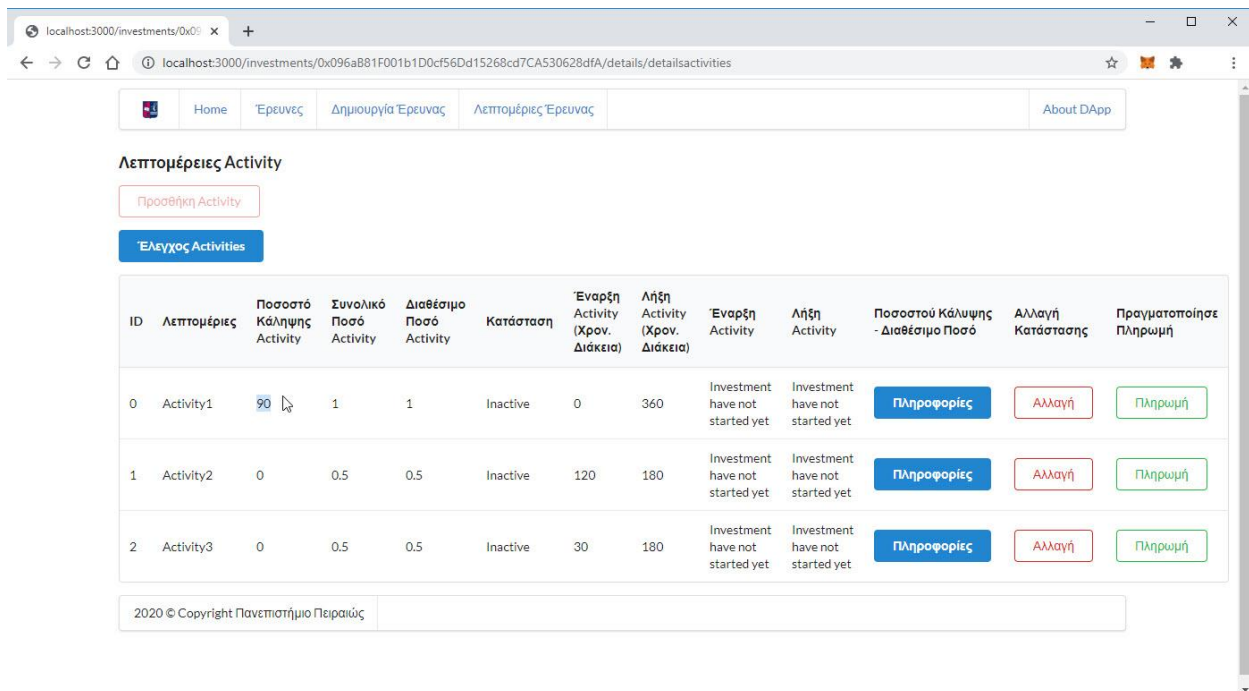 localhost:3000/investments/0x09
localhost:3000/investments/0x096aB81F001b1D0cf56Dd15268cd7CA530628dfA/details/detailsactivities
Home Έρευνες Δημιουργία Έρευνας Λεπτομέριες Έρευνας About DApp
Λεπτομέρειες Activity
Προσθήκη Activity
Έλεγχος Activities
ID Λεπτομέριες Ποσοστό Κάληψης Activity Συνολικό Ποσό Activity Διαθέσιμο Ποσό Activity Κατάσταση Έναρξη Activity (Χρον. Διάκεια) Λήξη Activity (Χρον. Διάκεια) Έναρξη Activity Λήξη Activity Ποσοστού Κάλυψης - Διαθέσιμο Ποσό Αλλαγή Κατάστασης Πραγματοποίησε Πληρωμή
0 Activity1 90 1 1 Inactive 0 360 Investment have not started yet Investment have not started yet Πληροφορίες Αλλαγή Πληρωμή
1 Activity2 0 0.5 0.5 Inactive 120 180 Investment have not started yet Investment have not started yet Πληροφορίες Αλλαγή Πληρωμή
2 Activity3 0 0.5 0.5 Inactive 30 180 Investment have not started yet Investment have not started yet Πληροφορίες Αλλαγή Πληρωμή
2020 © Copyright Πανεπιστήμιο Πειραιώς